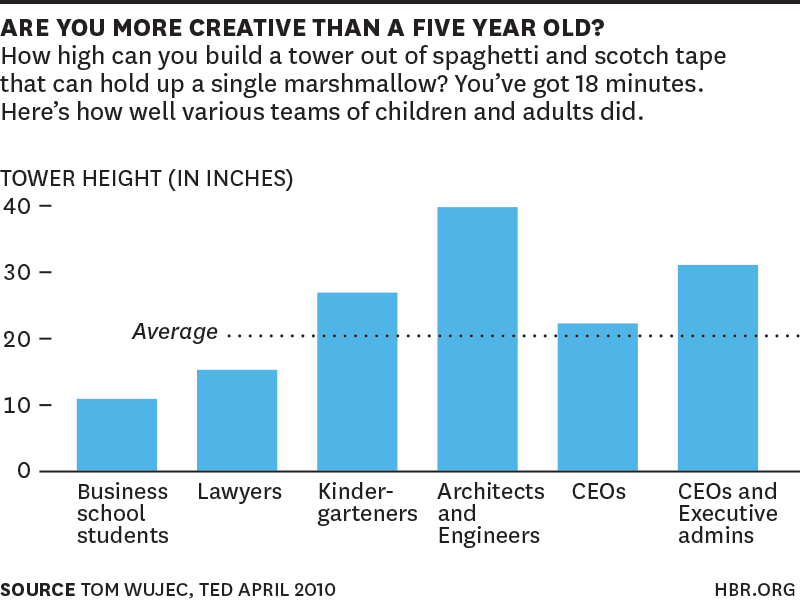 ARE YOU MORE CREATIVE THAN A FIVE YEAR OLD?
How high can you build a tower out of spaghetti and scotch tape
that can hold up a single marshmallow? You’ve got 18 minutes.
Here’s how well various teams of children and adults did.
TOWER HEIGHT (IN INCHES)
40
30
20
10
0
Average
Business
school
students
Lawyers
Kinder-
garteners
Architects
and
Engineers
CEOs
CEOs and
Executive
admins
SOURCE TOM WUJEC, TED APRIL 2010
HBR.ORG